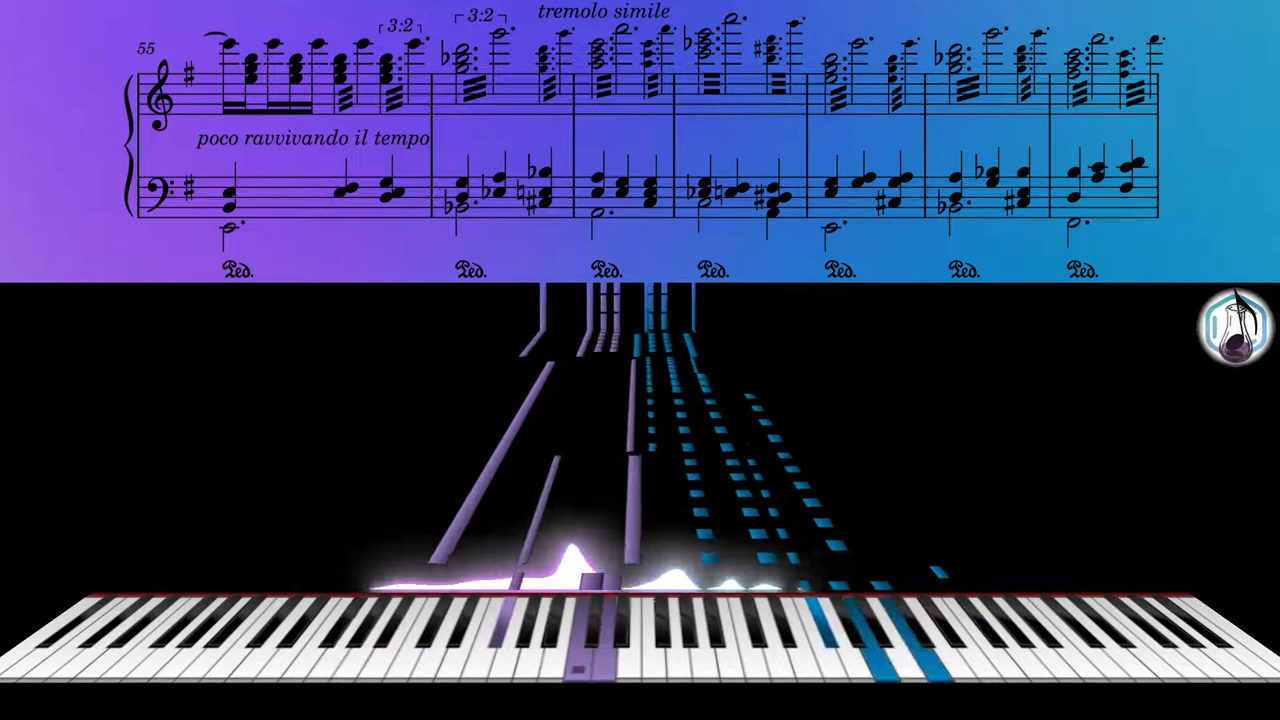 tremolo simile
3:2 3:2
55
poco ravvivando il tempo
Ped. Ped. Ped. Ped. Ped. Ped. Ped.